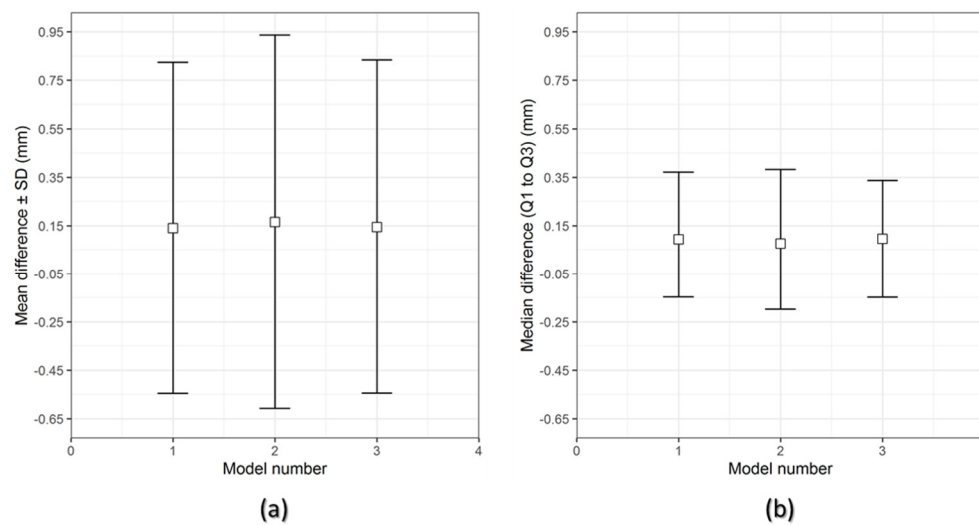 0.95
0.75
0.55
0.35
0.15
-0.05
-0.25
-0.45
-0.65
Mean difference ± SD (mm)
0 1 2 3 4
Model number
(a)
0.95
0.75
0.55
0.35
0.15
-0.05
-0.25
-0.45
-0.65
Median difference (Q1 to Q3) (mm)
0 1 2 3
Model number
(b)